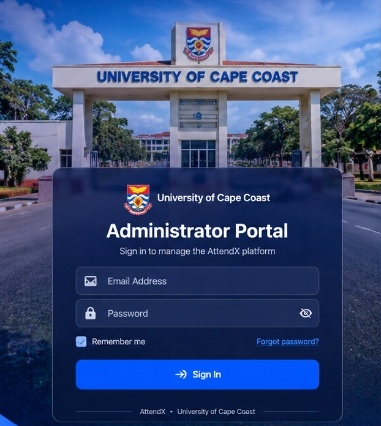 UNIVERSITY OF CAPE COAST
University of Cape Coast
Administrator Portal
Sign in to manage the AttendX platform
Email Address
Password
Remember me
Forgot password?
Sign In
AttendX • University of Cape Coast